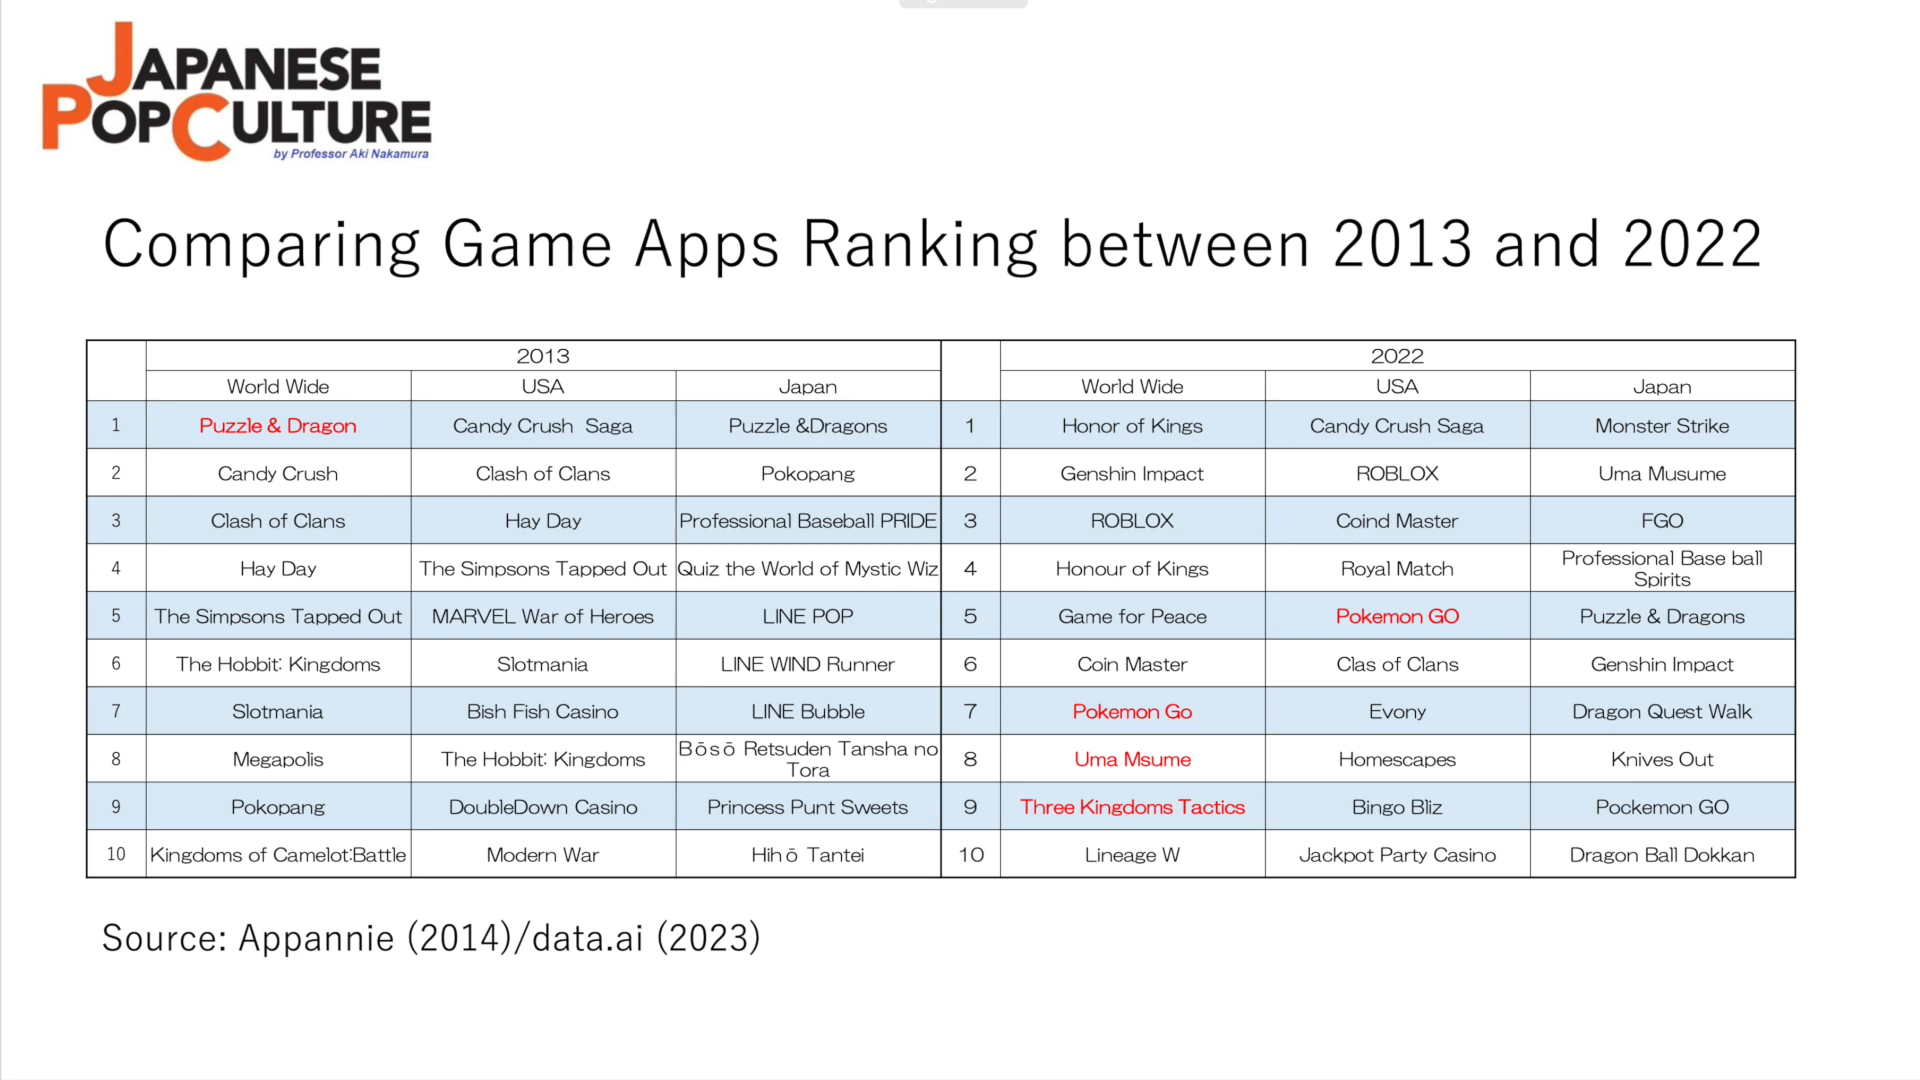 JAPANESE
POPCULTURE
by Professor Aki Nakamura
Comparing Game Apps Ranking between 2013 and 2022
2013 2022
World Wide USA Japan World Wide USA Japan
1 Puzzle & Dragon Candy Crush Saga Puzzle &Dragons 1 Honor of Kings Candy Crush Saga Monster Strike
2 Candy Crush Clash of Clans Pokopang 2 Genshin Impact ROBLOX Uma Musume
3 Clash of Clans Hay Day Professional Baseball PRIDE 3 ROBLOX Coind Master FGO
4 Hay Day The Simpsons Tapped Out Quiz the World of Mystic Wiz 4 Honour of Kings Royal Match Professional Base ball
Spirits
5 The Simpsons Tapped Out MARVEL War of Heroes LINE POP 5 Game for Peace Pokemon GO Puzzle & Dragons
6 The Hobbit: Kingdoms Slotmania LINE WIND Runner 6 Coin Master Clas of Clans Genshin Impact
7 Slotmania Bish Fish Casino LINE Bubble 7 Pokemon Go Evony Dragon Quest Walk
8 Megapolis The Hobbit: Kingdoms Bōsō Retsuden Tansha no
Tora 8 Uma Msume Homescapes Knives Out
9 Pokopang DoubleDown Casino Princess Punt Sweets 9 Three Kingdoms Tactics Bingo Bliz Pockemon GO
10 Kingdoms of Camelot:Battle Modern War Hihō Tantei 10 Lineage W Jackpot Party Casino Dragon Ball Dokkan
Source: Appannie (2014)/data.ai (2023)